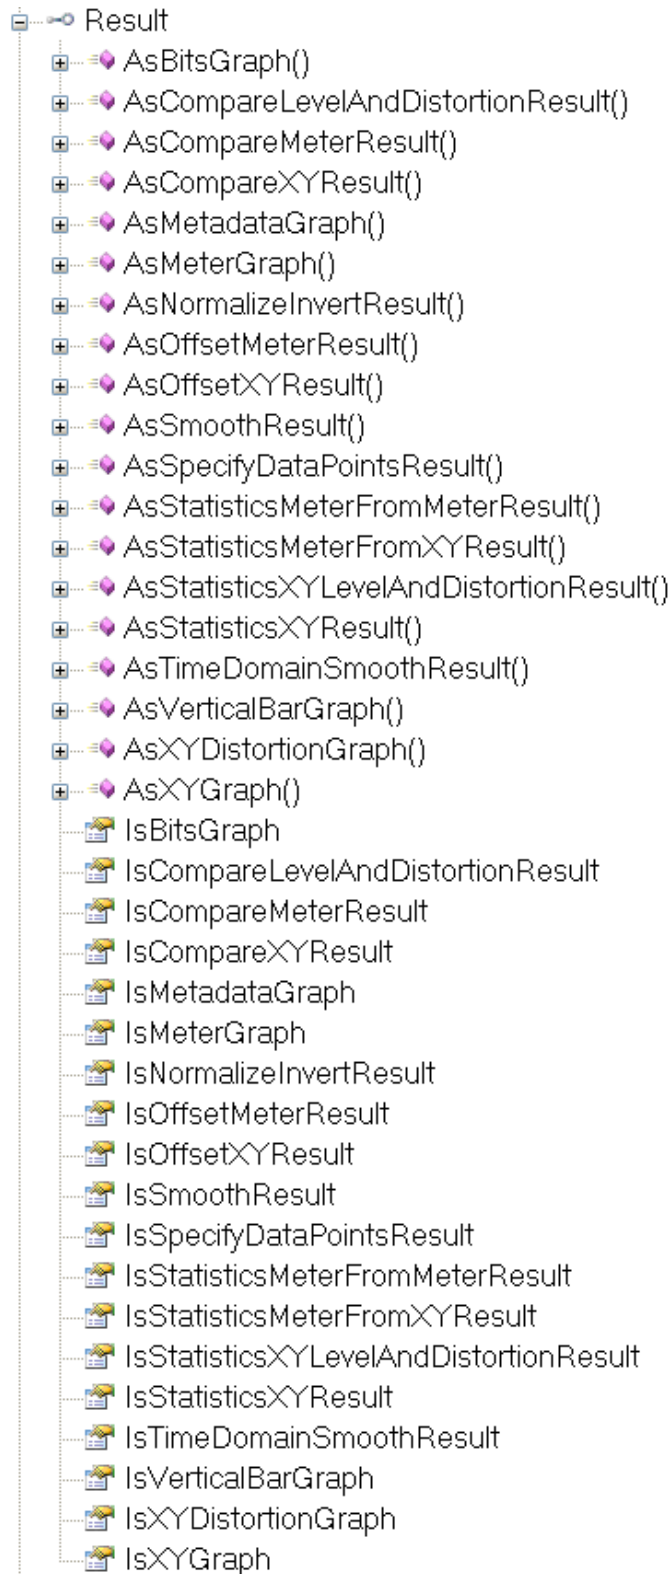 Result
AsBitsGraph()
AsCompareLevelAndDistortionResult()
AsCompareMeterResult()
AsCompareXYResult()
AsMetadataGraph()
AsMeterGraph()
AsNormalizeInvertResult()
AsOffsetMeterResult()
AsOffsetXYResult()
AsSmoothResult()
AsSpecifyDataPointsResult()
AsStatisticsMeterFromMeterResult()
AsStatisticsMeterFromXYResult()
AsStatisticsXYLevelAndDistortionResult()
AsStatisticsXYResult()
AsTimeDomainSmoothResult()
AsVerticalBarGraph()
AsXYDistortionGraph()
AsXYGraph()
IsBitsGraph
IsCompareLevelAndDistortionResult
IsCompareMeterResult
IsCompareXYResult
IsMetadataGraph
IsMeterGraph
IsNormalizeInvertResult
IsOffsetMeterResult
IsOffsetXYResult
IsSmoothResult
IsSpecifyDataPointsResult
IsStatisticsMeterFromMeterResult
IsStatisticsMeterFromXYResult
IsStatisticsXYLevelAndDistortionResult
IsStatisticsXYResult
IsTimeDomainSmoothResult
IsVerticalBarGraph
IsXYDistortionGraph
IsXYGraph